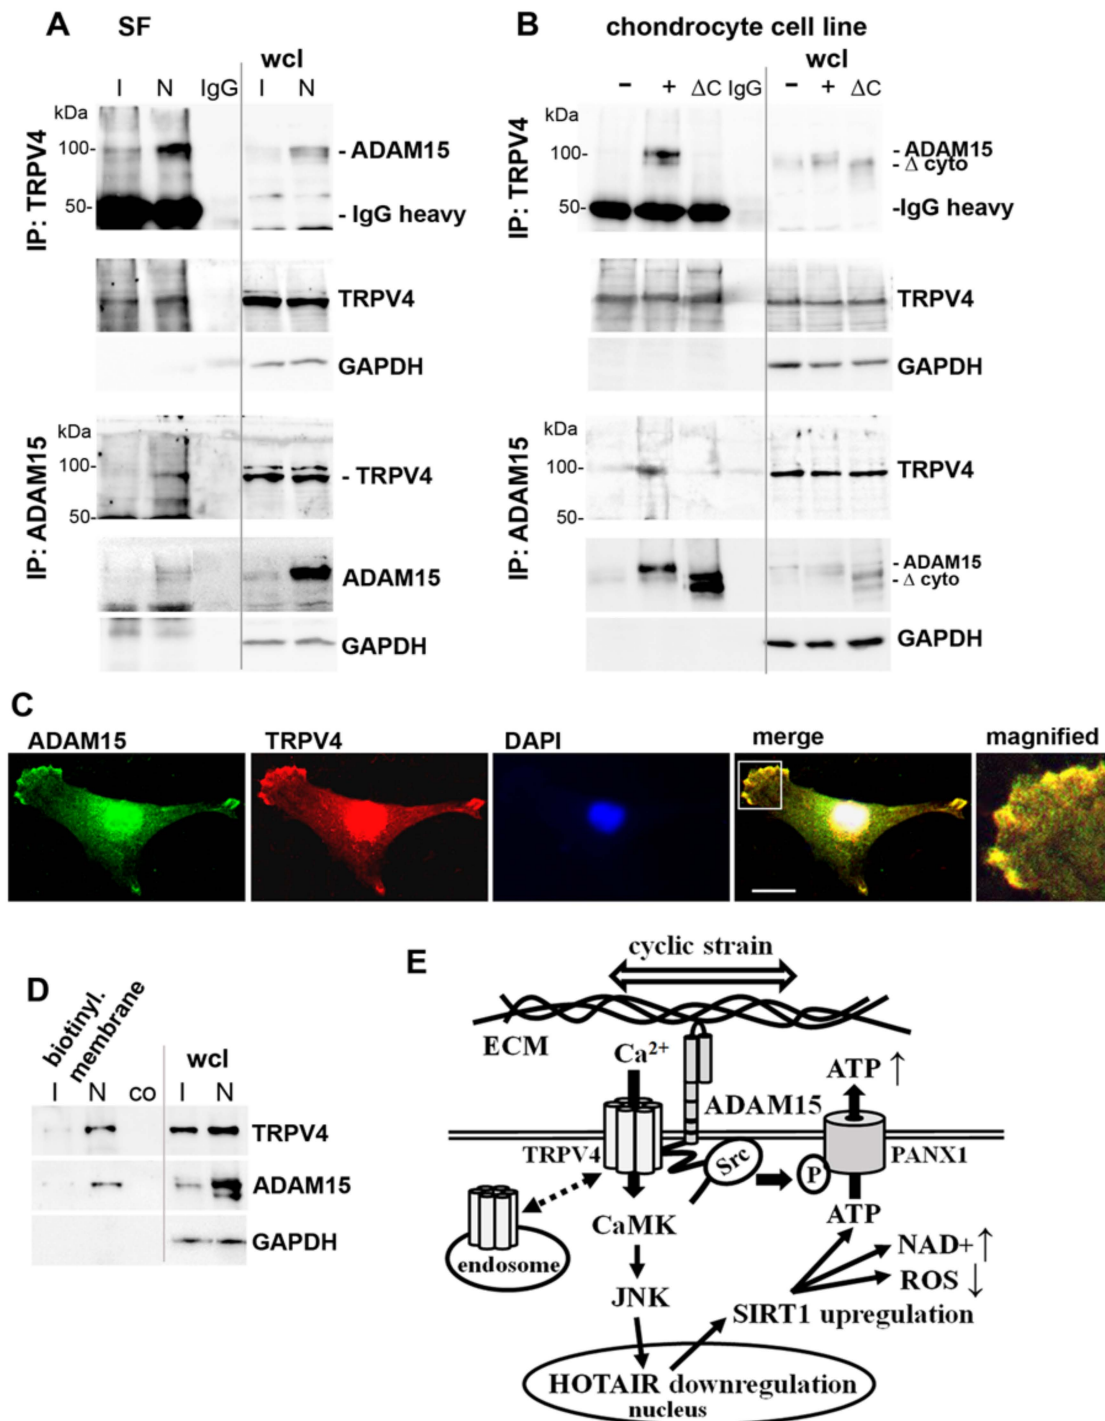 A SF
wcl
I N IgG I N
kDa
IP: TRPV4
100-
- ADAM15
50-
- IgG heavy
TRPV4
GAPDH
kDa
IP: ADAM15
100-
- TRPV4
50-
ADAM15
GAPDH
B chondrocyte cell line
wcl
- + ΔC IgG - + ΔC
kDa
IP: TRPV4
100-
- ADAM15
- Δ cyto
50-
-IgG heavy
TRPV4
GAPDH
kDa
IP: ADAM15
100-
TRPV4
50-
- ADAM15
- Δ cyto
GAPDH
C
ADAM15 TRPV4 DAPI merge magnified
D
biotinyl.
membrane
wcl
I N co I N
TRPV4
ADAM15
GAPDH
E
cyclic strain
ECM
Ca²⁺
ATP ↑
ADAM15
TRPV4
Src
P
PANX1
CaMK
ATP
endosome
NAD+ ↑
JNK
ROS ↓
SIRT1 upregulation
HOTAIR downregulation
nucleus